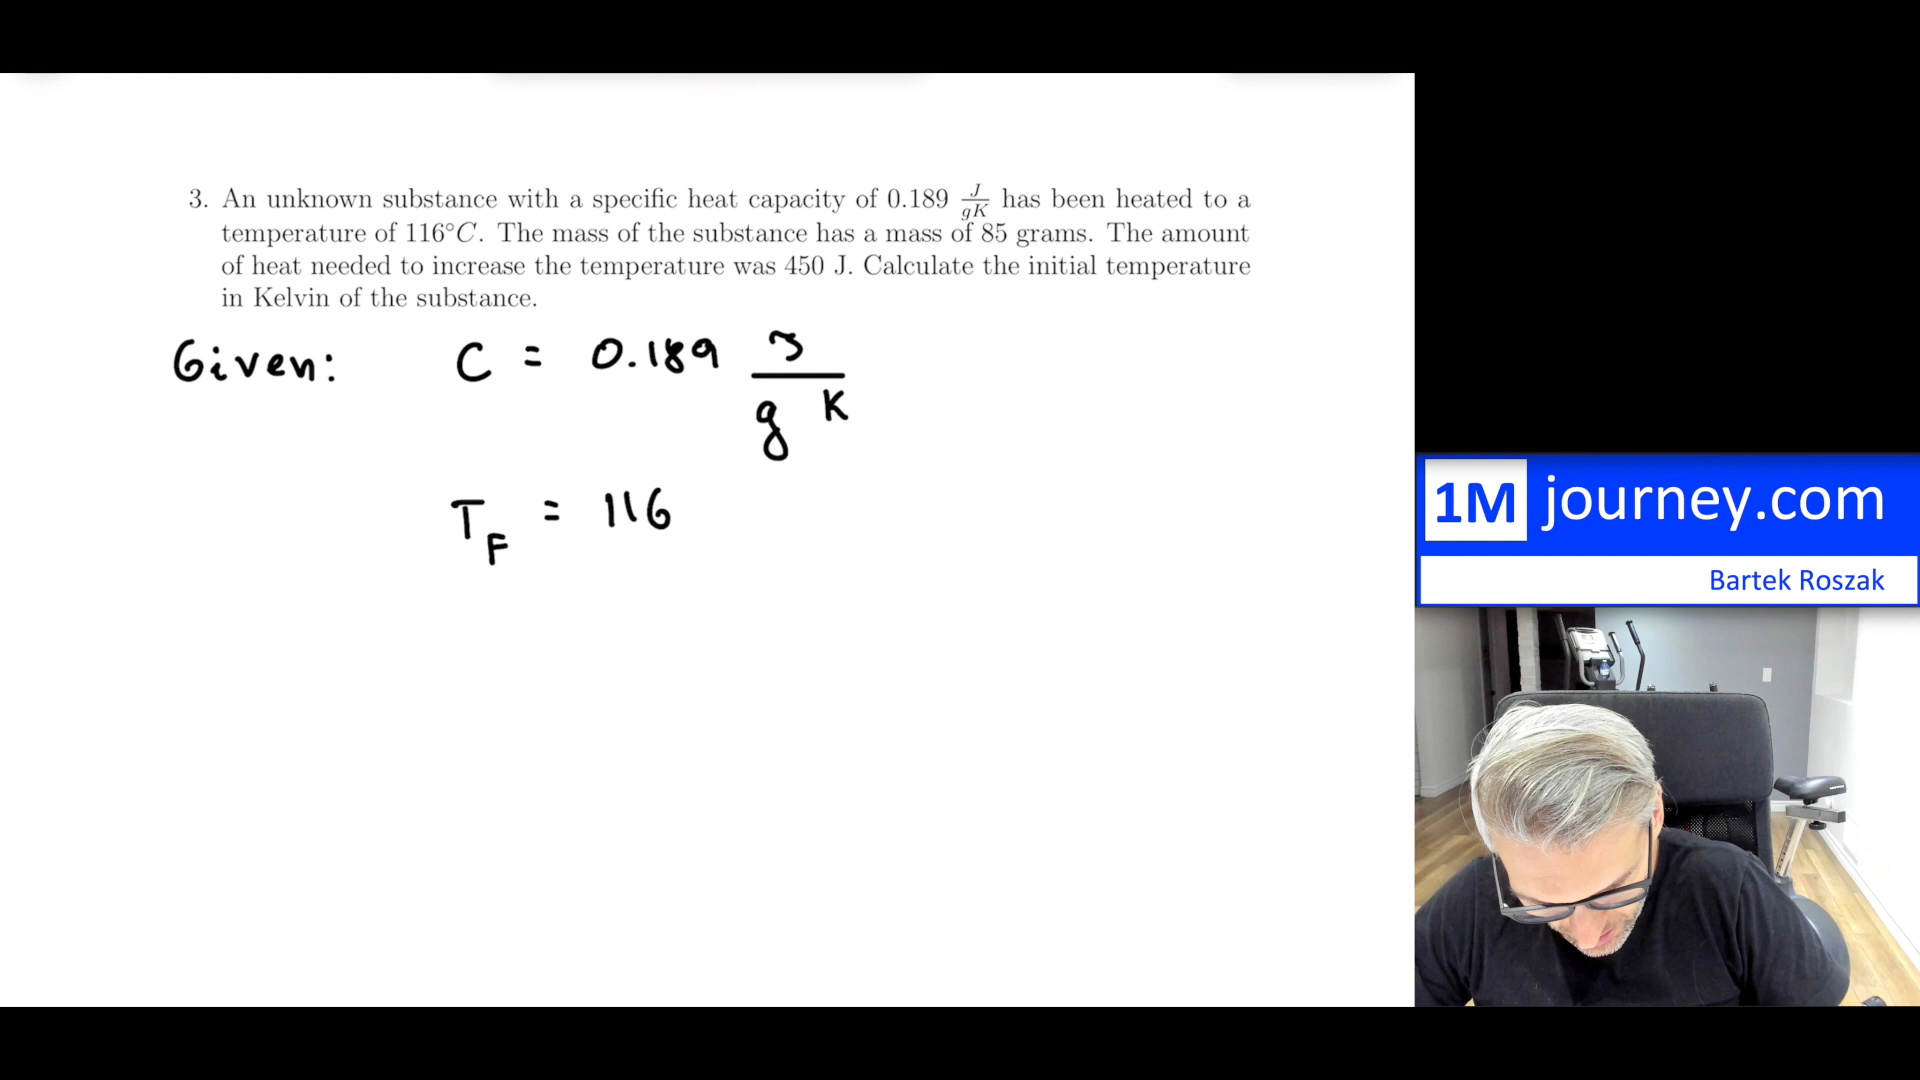 3. An unknown substance with a specific heat capacity of 0.189 J/gK has been heated to a
temperature of 116°C. The mass of the substance has a mass of 85 grams. The amount
of heat needed to increase the temperature was 450 J. Calculate the initial temperature
in Kelvin of the substance.
Given: C = 0.189 J/g K
T_F = 116
1M journey.com
Bartek Roszak